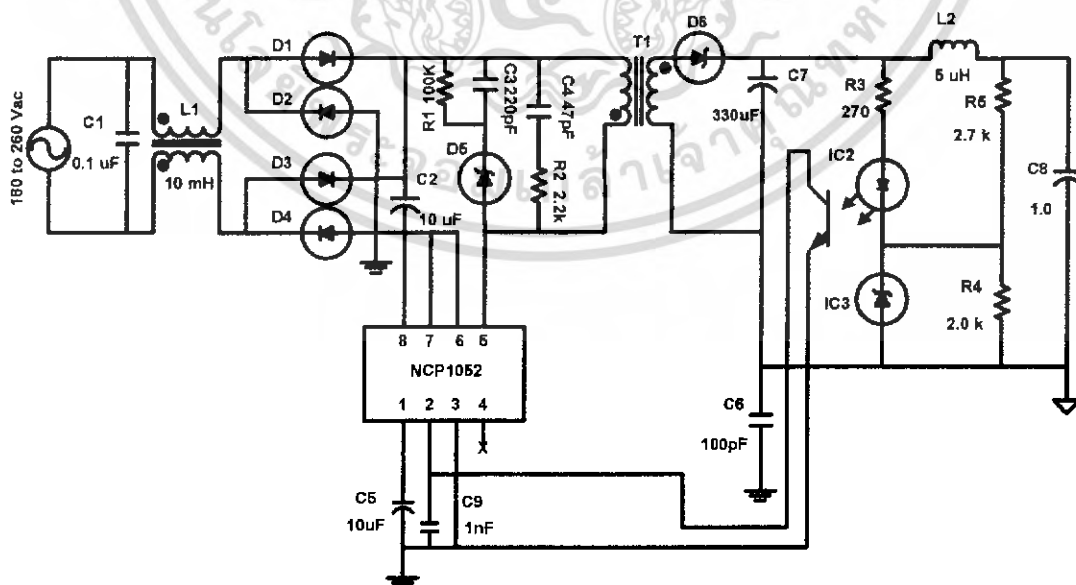 180 to 260 Vac
C1
0.1 uF
L1
10 mH
D1
D2
D3
D4
R1 100K
C3 220pF
C4 47pF
D5
R2 2.2k
C2
10 uF
T1
D6
C7
330uF
R3
270
L2
5 uH
R5
2.7 k
IC2
C8
1.0
IC3
R4
2.0 k
8 7 6 5
NCP1052
1 2 3 4
X
C6
100pF
C5
10uF
C9
1nF